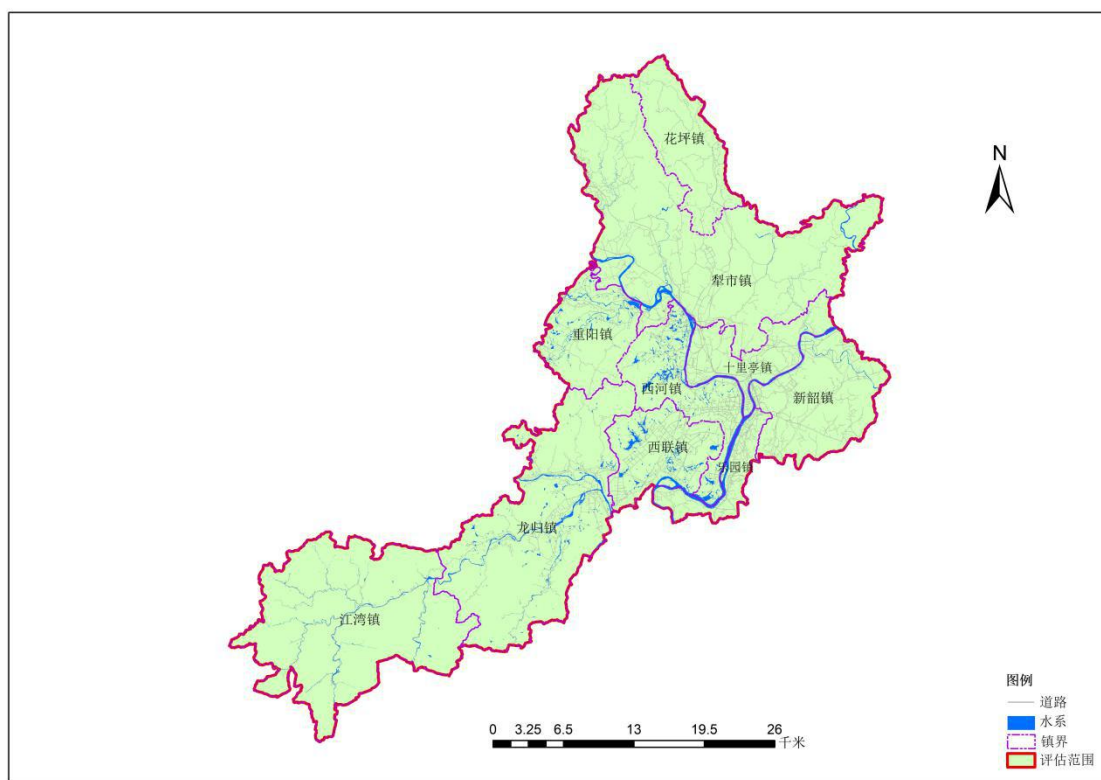 花坪镇
N
犁市镇
重阳镇
十里亭镇
西河镇
新韶镇
西联镇
乐园镇
龙归镇
江湾镇
图例
道路
水系
镇界
评估范围
0 3.25 6.5 13 19.5 26
千米